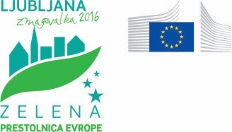 LJUBLJANA
zmagovalka 2016
ZELENA
PRESTOLNICA EVROPE